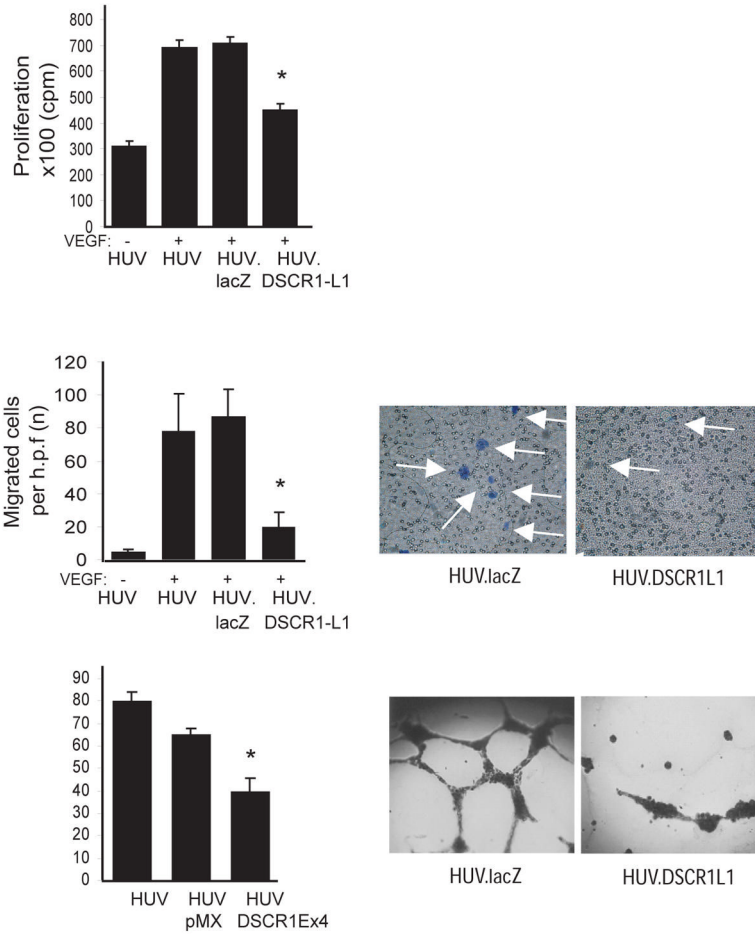 Proliferation
x100 (cpm)
800
700
600
500
400
300
200
100
0
*
VEGF: - + + +
HUV HUV HUV. HUV.
lacZ DSCR1-L1
Migrated cells
per h.p.f (n)
120
100
80
60
40
20
0
*
VEGF: - + + +
HUV HUV HUV. HUV.
lacZ DSCR1-L1
HUV.lacZ HUV.DSCR1L1
90
80
70
60
50
40
30
20
10
0
*
HUV HUV HUV
pMX DSCR1Ex4
HUV.lacZ HUV.DSCR1L1